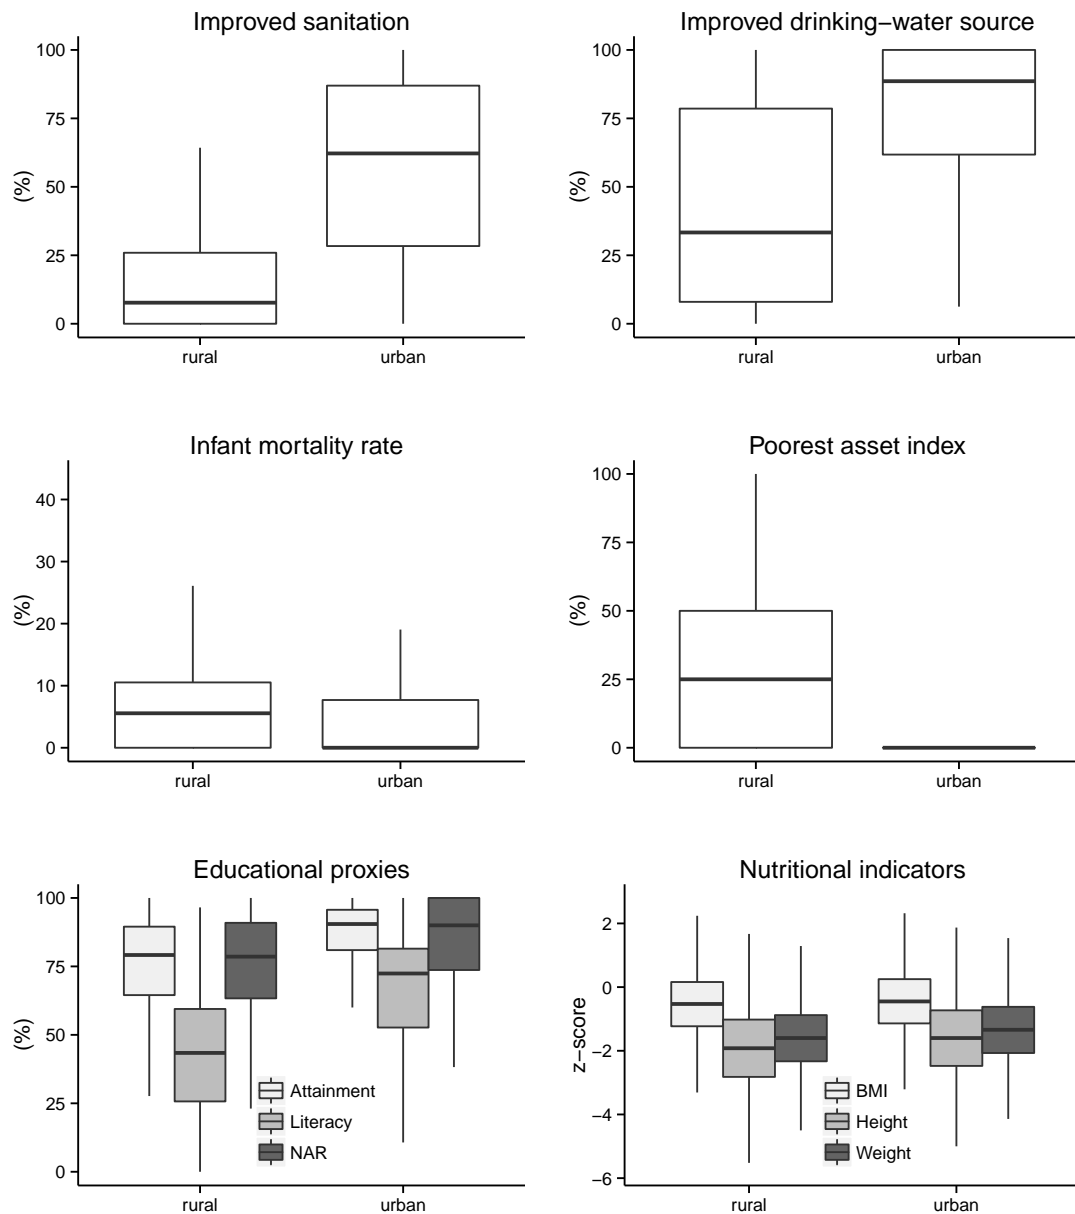 Improved sanitation
(%)
100
75
50
25
0
rural urban
Improved drinking−water source
(%)
100
75
50
25
0
rural urban
Infant mortality rate
(%)
40
30
20
10
0
rural urban
Poorest asset index
(%)
100
75
50
25
0
rural urban
Educational proxies
(%)
100
75
50
25
0
Attainment
Literacy
NAR
rural urban
Nutritional indicators
z−score
2
0
−2
−4
−6
BMI
Height
Weight
rural urban